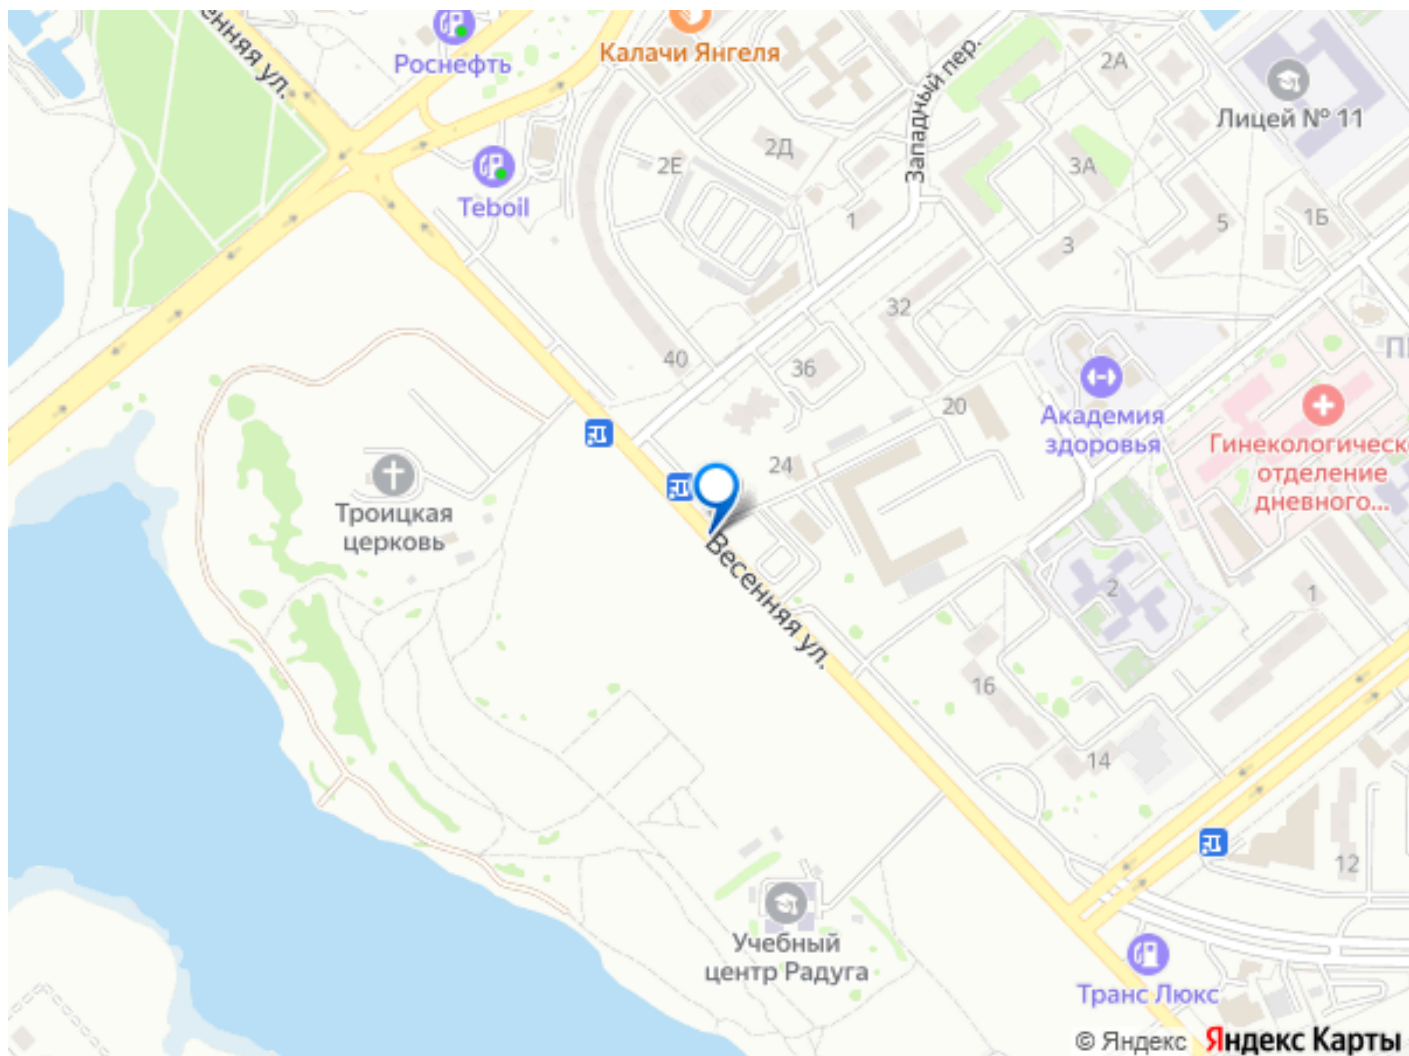 енняя ул.
Роснефть
Калачи Янгеля
Западный пер.
2А
Лицей № 11
2Д
2Е
3А
Teboil
1
5
1Б
3
32
40
36
20
Академия
здоровья
Гинекологическо
отделение
дневного...
24
Троицкая
церковь
Весенняя ул.
2
1
16
14
12
Учебный
центр Радуга
Транс Люкс
© Яндекс Яндекс Карты